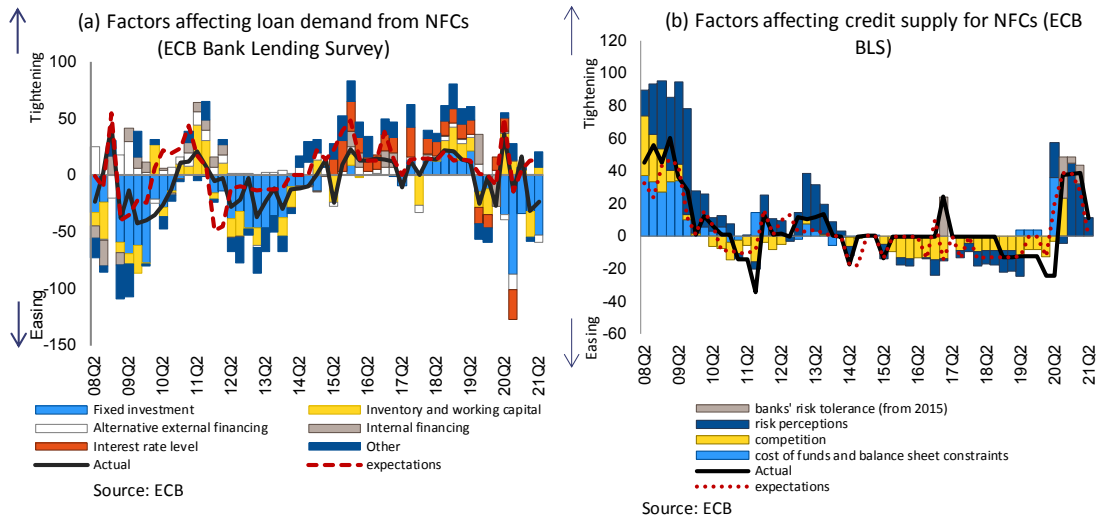 (a) Factors affecting loan demand from NFCs
(ECB Bank Lending Survey)
Tightening
Easing
100
50
0
-50
-100
-150
08Q2
09Q2
10Q2
11Q2
12Q2
13Q2
14Q2
15Q2
16Q2
17Q2
18Q2
19Q2
20Q2
21Q2
Fixed investment
Inventory and working capital
Alternative external financing
Internal financing
Interest rate level
Other
Actual
expectations
Source: ECB
(b) Factors affecting credit supply for NFCs (ECB
BLS)
Tightening
Easing
120
100
80
60
40
20
0
-20
-40
-60
08Q2
09Q2
10Q2
11Q2
12Q2
13Q2
14Q2
15Q2
16Q2
17Q2
18Q2
19Q2
20Q2
21Q2
banks' risk tolerance (from 2015)
risk perceptions
competition
cost of funds and balance sheet constraints
Actual
expectations
Source: ECB